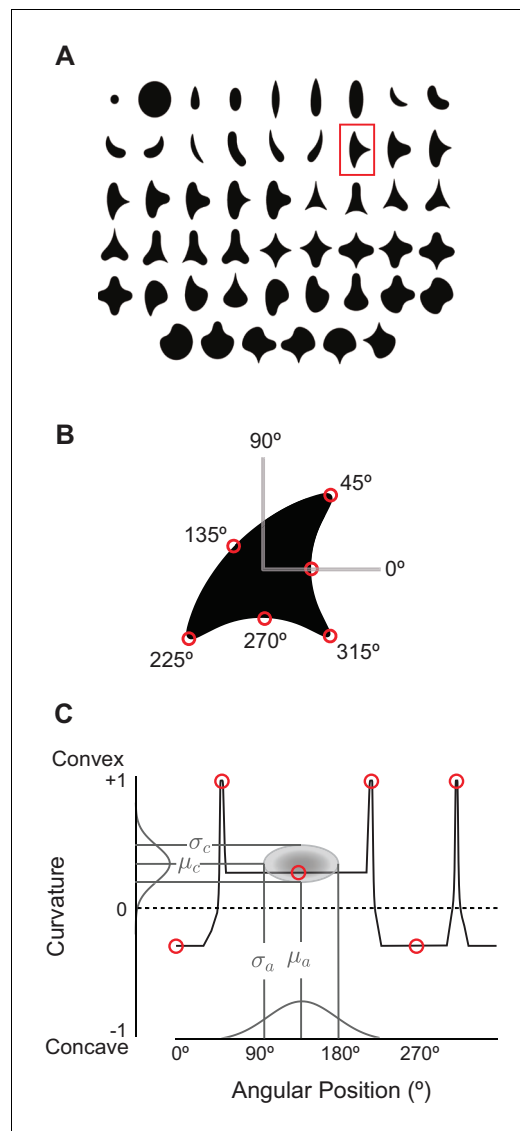 A
B
90º
45º
135º
0º
225º
270º
315º
C
Convex
+1
σc
μc
0
Curvature
σa μa
-1
Concave
0º 90º 180º 270º
Angular Position (º)